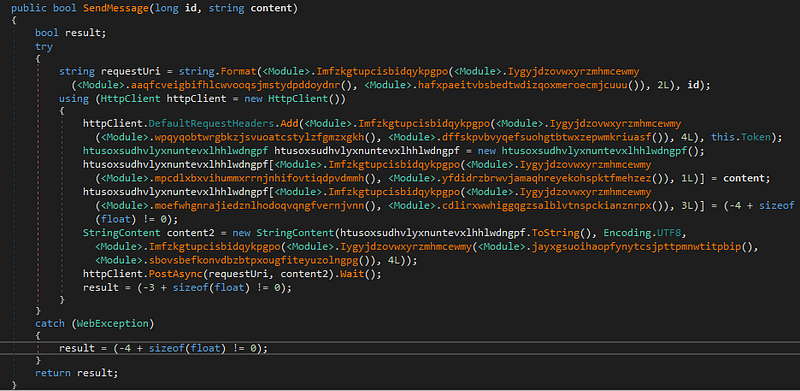 public bool SendMessage(long id, string content)
{
bool result;
try
{
string requestUri = string.Format(<Module>.Imfzkgtupcisbidqykpgpo(<Module>.Iygyjdzovwxyrzmhmcewmy
(<Module>.aaqfcveigbifhlcwvooqsjmstydpddoydnr(), <Module>.hafxpaeitvbsbedtwdizqoxmeroecmjcuuu()), 2L), id);
using (HttpClient httpClient = new HttpClient())
{
httpClient.DefaultRequestHeaders.Add(<Module>.Imfzkgtupcisbidqykpgpo(<Module>.Iygyjdzovwxyrzmhmcewmy
(<Module>.wpqyqobtwrgbkzjsvuoatcstylzfgmzxgkh(), <Module>.dffskpvbvyqefsuohgtbtwxzepwmkriuasf()), 4L), this.Token);
htusoxsudhvlyxnuntevxlhhlwdngpf htusoxsudhvlyxnuntevxlhhlwdngpf = new htusoxsudhvlyxnuntevxlhhlwdngpf();
htusoxsudhvlyxnuntevxlhhlwdngpf[<Module>.Imfzkgtupcisbidqykpgpo(<Module>.Iygyjdzovwxyrzmhmcewmy
(<Module>.mpcdlxbxvihummxrrnjnhifovtiqdpvdmmh(), <Module>.yfdidrzbrwvjamaqhreyekohspktfmehzez()), 1L)] = content;
htusoxsudhvlyxnuntevxlhhlwdngpf[<Module>.Imfzkgtupcisbidqykpgpo(<Module>.Iygyjdzovwxyrzmhmcewmy
(<Module>.moefwhgnrajiedznlhodoqvqngfvernjvnn(), <Module>.cdlirxwwhiggqgzsalblvtnspckianznrpx()), 3L)] = (-4 + sizeof
(float) != 0);
StringContent content2 = new StringContent(htusoxsudhvlyxnuntevxlhhlwdngpf.ToString(), Encoding.UTF8,
<Module>.Imfzkgtupcisbidqykpgpo(<Module>.Iygyjdzovwxyrzmhmcewmy(<Module>.jayxgsuoihaopfynytcsjpttpmnwtitpbip(),
<Module>.sbovsbefkonvdbzbtpxougfiteyuzolngpg()), 4L));
httpClient.PostAsync(requestUri, content2).Wait();
result = (-3 + sizeof(float) != 0);
}
}
catch (WebException)
{
result = (-4 + sizeof(float) != 0);
}
return result;
}